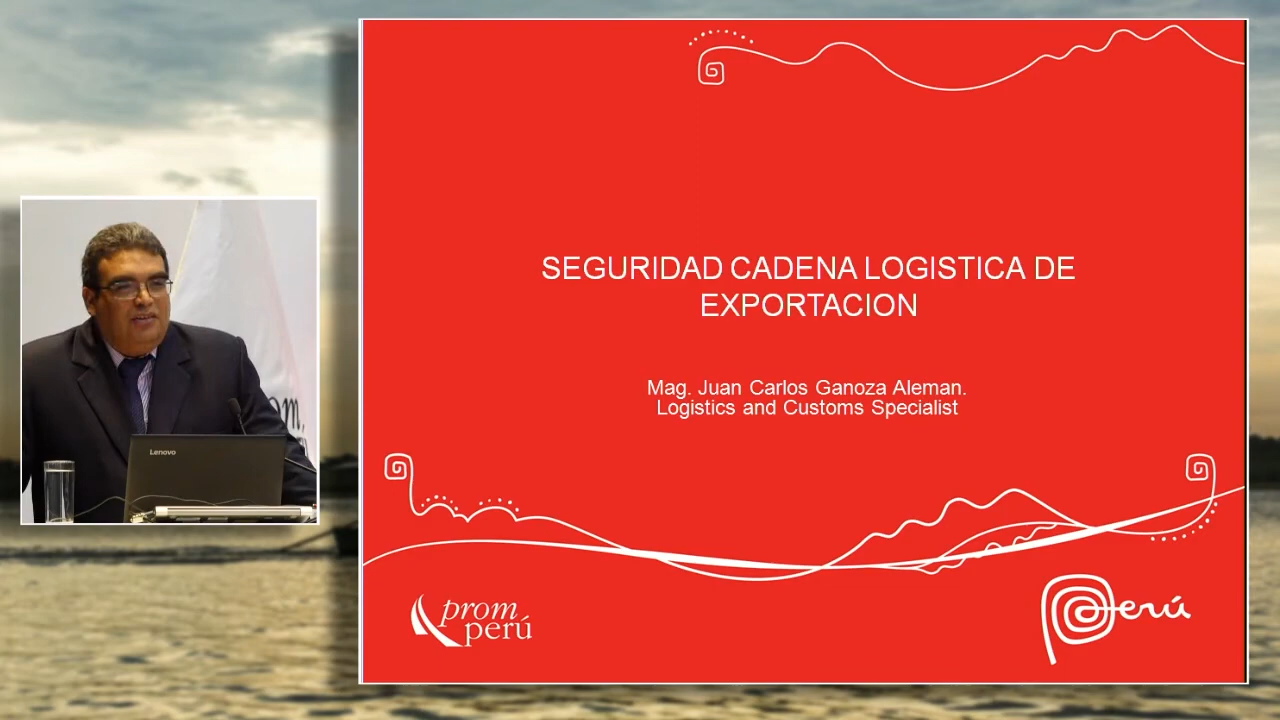 SEGURIDAD CADENA LOGISTICA DE
EXPORTACION
Mag. Juan Carlos Ganoza Aleman.
Logistics and Customs Specialist
prom
perú
Perú
Lenovo